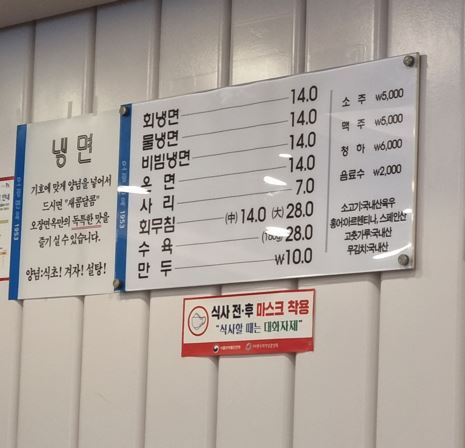 냉면
기호에 맞게 양념을 넣어서
드시면 "새콤달콤"
오장면옥만의 독특한 맛을
즐기실 수 있습니다.
양념:식초! 겨자! 설탕!
1953
회냉면 14.0
물냉면 14.0
비빔냉면 14.0
온면 14.0
사리 7.0
회무침 (中) 14.0 (大) 28.0
수육 28.0
만두 ₩10.0
소주 ₩5,000
맥주 ₩5,000
청하 ₩6,000
음료수 ₩2,000
소고기:국내산육우
홍어:아르헨티나, 스페인산
고춧가루:국내산
무김치:국내산
식사 전·후 마스크 착용
"식사할 때는 대화자제"